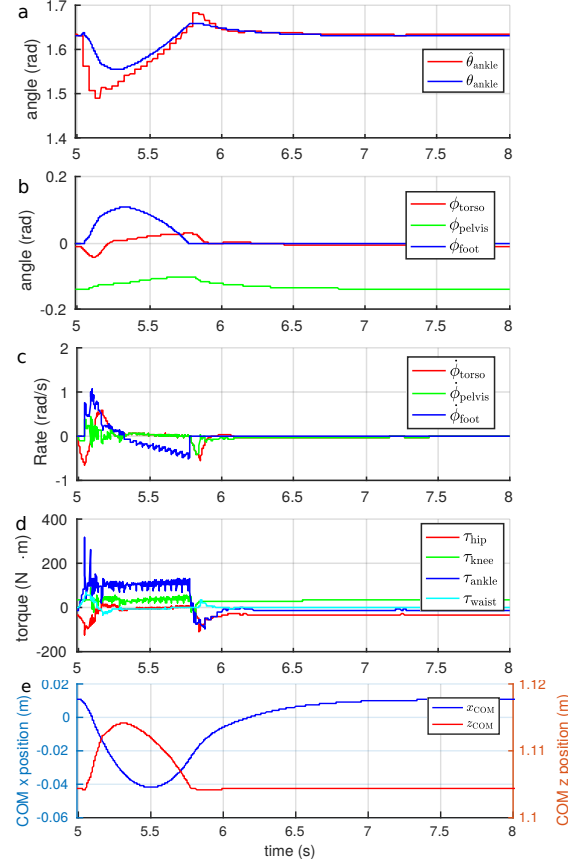 a
1.7
1.6
1.5
1.4
angle (rad)
θ̂ankle
θankle
5 5.5 6 6.5 7 7.5 8
b
0.2
0
-0.2
angle (rad)
ϕtorso
ϕpelvis
ϕfoot
5 5.5 6 6.5 7 7.5 8
c
2
1
0
-1
Rate (rad/s)
ϕ̇torso
ϕ̇pelvis
ϕ̇foot
5 5.5 6 6.5 7 7.5 8
d
400
200
0
-200
torque (N ·m)
τhip
τknee
τankle
τwaist
5 5.5 6 6.5 7 7.5 8
e
0.02
0
-0.02
-0.04
-0.06
COM x position (m)
xCOM
zCOM
1.12
1.115
1.11
1.1
COM z position (m)
5 5.5 6 6.5 7 7.5 8
time (s)